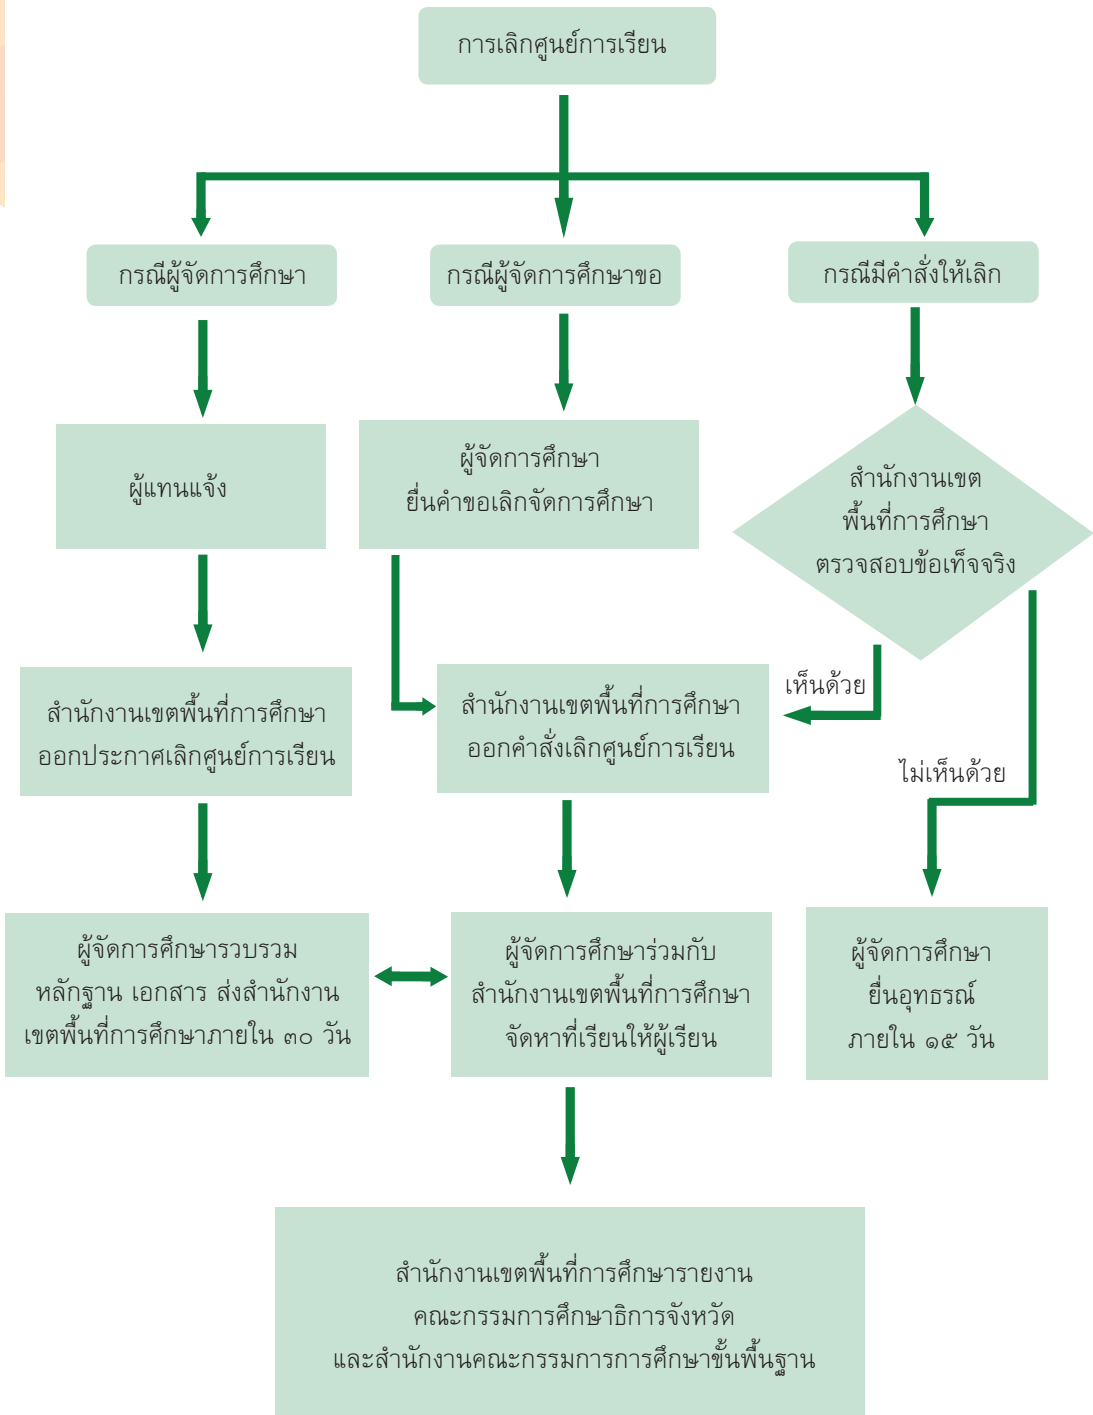 การเลิกศูนย์การเรียน
กรณีผู้จัดการศึกษา
กรณีผู้จัดการศึกษาขอ
กรณีมีคำสั่งให้เลิก
ผู้แทนแจ้ง
ผู้จัดการศึกษา
ยื่นคำขอเลิกจัดการศึกษา
สำนักงานเขต
พื้นที่การศึกษา
ตรวจสอบข้อเท็จจริง
เห็นด้วย
ไม่เห็นด้วย
สำนักงานเขตพื้นที่การศึกษา
ออกประกาศเลิกศูนย์การเรียน
สำนักงานเขตพื้นที่การศึกษา
ออกคำสั่งเลิกศูนย์การเรียน
ผู้จัดการศึกษารวบรวม
หลักฐาน เอกสาร ส่งสำนักงาน
เขตพื้นที่การศึกษาภายใน ๓๐ วัน
ผู้จัดการศึกษาร่วมกับ
สำนักงานเขตพื้นที่การศึกษา
จัดหาที่เรียนให้ผู้เรียน
ผู้จัดการศึกษา
ยื่นอุทธรณ์
ภายใน ๑๕ วัน
สำนักงานเขตพื้นที่การศึกษารายงาน
คณะกรรมการศึกษาธิการจังหวัด
และสำนักงานคณะกรรมการการศึกษาขั้นพื้นฐาน